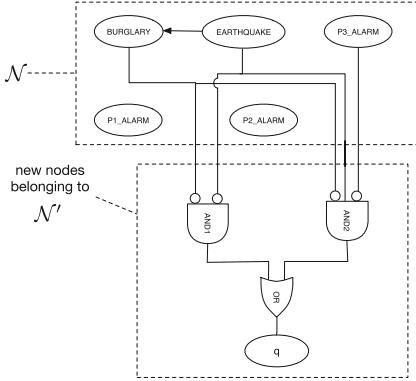 BURGLARY
EARTHQUAKE
P3_ALARM
N
P1_ALARM
P2_ALARM
new nodes
belonging to
N'
AND1
AND2
OR
q